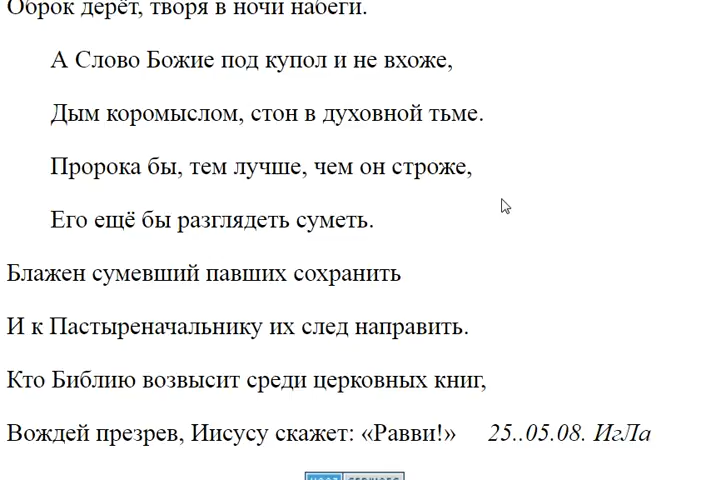 Оброк дерёт, творя в ночи набеги.
А Слово Божие под купол и не вхоже,
Дым коромыслом, стон в духовной тьме.
Пророка бы, тем лучше, чем он строже,
Его ещё бы разглядеть суметь.
Блажен сумевший павших сохранить
И к Пастыреначальнику их след направить.
Кто Библию возвысит среди церковных книг,
Вождей презрев, Иисусу скажет: «Равви!» 25..05.08. ИгЛа